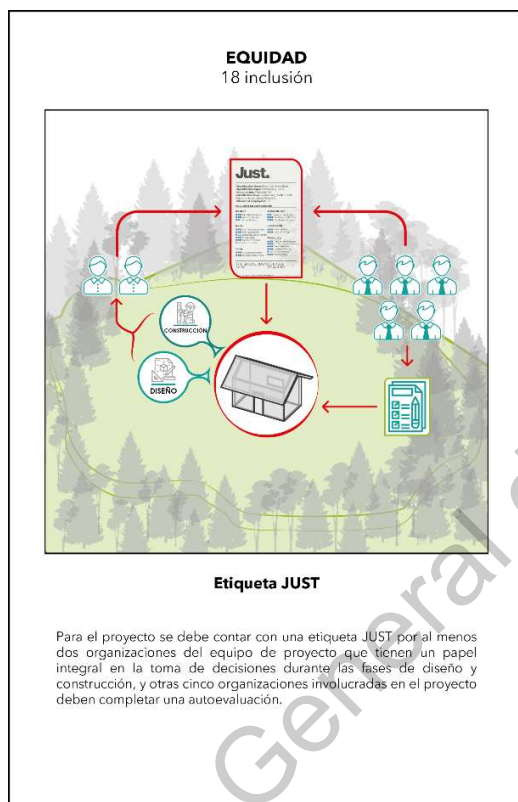 EQUIDAD
18 inclusión
Just.
CONSTRUCCIÓN
DISEÑO
Etiqueta JUST
Para el proyecto se debe contar con una etiqueta JUST por al menos
dos organizaciones del equipo de proyecto que tienen un papel
integral en la toma de decisiones durante las fases de diseño y
construcción, y otras cinco organizaciones involucradas en el proyecto
deben completar una autoevaluación.
General